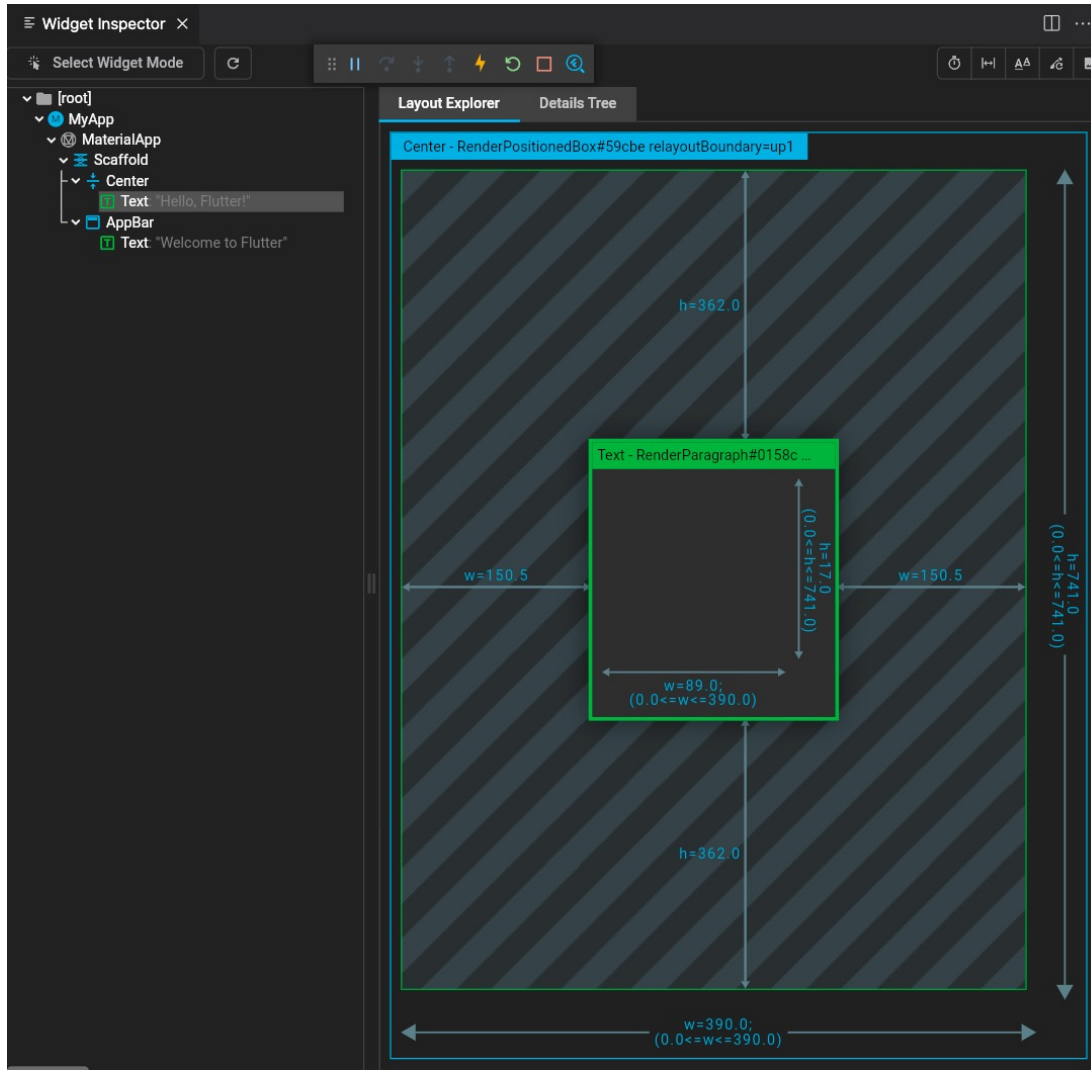 Widget Inspector
Select Widget Mode
[root]
MyApp
MaterialApp
Scaffold
Center
Text: "Hello, Flutter!"
AppBar
Text: "Welcome to Flutter"
Layout Explorer
Details Tree
Center - RenderPositionedBox#59cbe relayoutBoundary=up1
h=362.0
Text - RenderParagraph#0158c ...
h=17.0
(0.0<=h<=741.0)
w=150.5
w=150.5
w=89.0;
(0.0<=w<=390.0)
h=362.0
h=741.0
(0.0<=h<=741.0)
w=390.0;
(0.0<=w<=390.0)